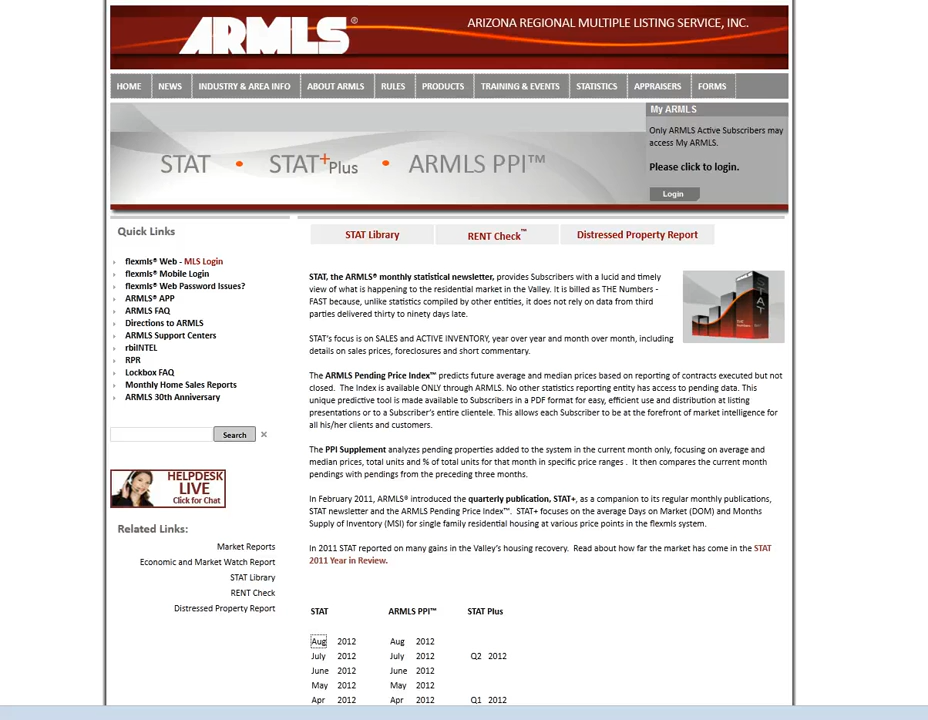 ARMLS®
ARIZONA REGIONAL MULTIPLE LISTING SERVICE, INC.
HOME NEWS INDUSTRY & AREA INFO ABOUT ARMLS RULES PRODUCTS TRAINING & EVENTS STATISTICS APPRAISERS FORMS
STAT • STAT+Plus • ARMLS PPI™
My ARMLS
Only ARMLS Active Subscribers may
access My ARMLS.
Please click to login.
Login
Quick Links
flexmls® Web - MLS Login
flexmls® Mobile Login
flexmls® Web Password Issues?
ARMLS® APP
ARMLS FAQ
Directions to ARMLS
ARMLS Support Centers
rbiINTEL
RPR
Lockbox FAQ
Monthly Home Sales Reports
ARMLS 30th Anniversary
Search
HELPDESK
LIVE
Click for Chat
Related Links:
Market Reports
Economic and Market Watch Report
STAT Library
RENT Check
Distressed Property Report
STAT Library RENT Check™ Distressed Property Report
STAT, the ARMLS® monthly statistical newsletter, provides Subscribers with a lucid and timely
view of what is happening to the residential market in the Valley. It is billed as THE Numbers -
FAST because, unlike statistics compiled by other entities, it does not rely on data from third
parties delivered thirty to ninety days late.
STAT
STAT's focus is on SALES and ACTIVE INVENTORY, year over year and month over month, including
details on sales prices, foreclosures and short commentary.
The ARMLS Pending Price Index™ predicts future average and median prices based on reporting of contracts executed but not
closed. The Index is available ONLY through ARMLS. No other statistics reporting entity has access to pending data. This
unique predictive tool is made available to Subscribers in a PDF format for easy, efficient use and distribution at listing
presentations or to a Subscriber's entire clientele. This allows each Subscriber to be at the forefront of market intelligence for
all his/her clients and customers.
The PPI Supplement analyzes pending properties added to the system in the current month only, focusing on average and
median prices, total units and % of total units for that month in specific price ranges . It then compares the current month
pendings with pendings from the preceding three months.
In February 2011, ARMLS® introduced the quarterly publication, STAT+, as a companion to its regular monthly publications,
STAT newsletter and the ARMLS Pending Price Index™. STAT+ focuses on the average Days on Market (DOM) and Months
Supply of Inventory (MSI) for single family residential housing at various price points in the flexmls system.
In 2011 STAT reported on many gains in the Valley's housing recovery. Read about how far the market has come in the STAT
2011 Year in Review.
STAT ARMLS PPI™ STAT Plus
Aug 2012 Aug 2012
July 2012 July 2012 Q2 2012
June 2012 June 2012
May 2012 May 2012
Apr 2012 Apr 2012 Q1 2012